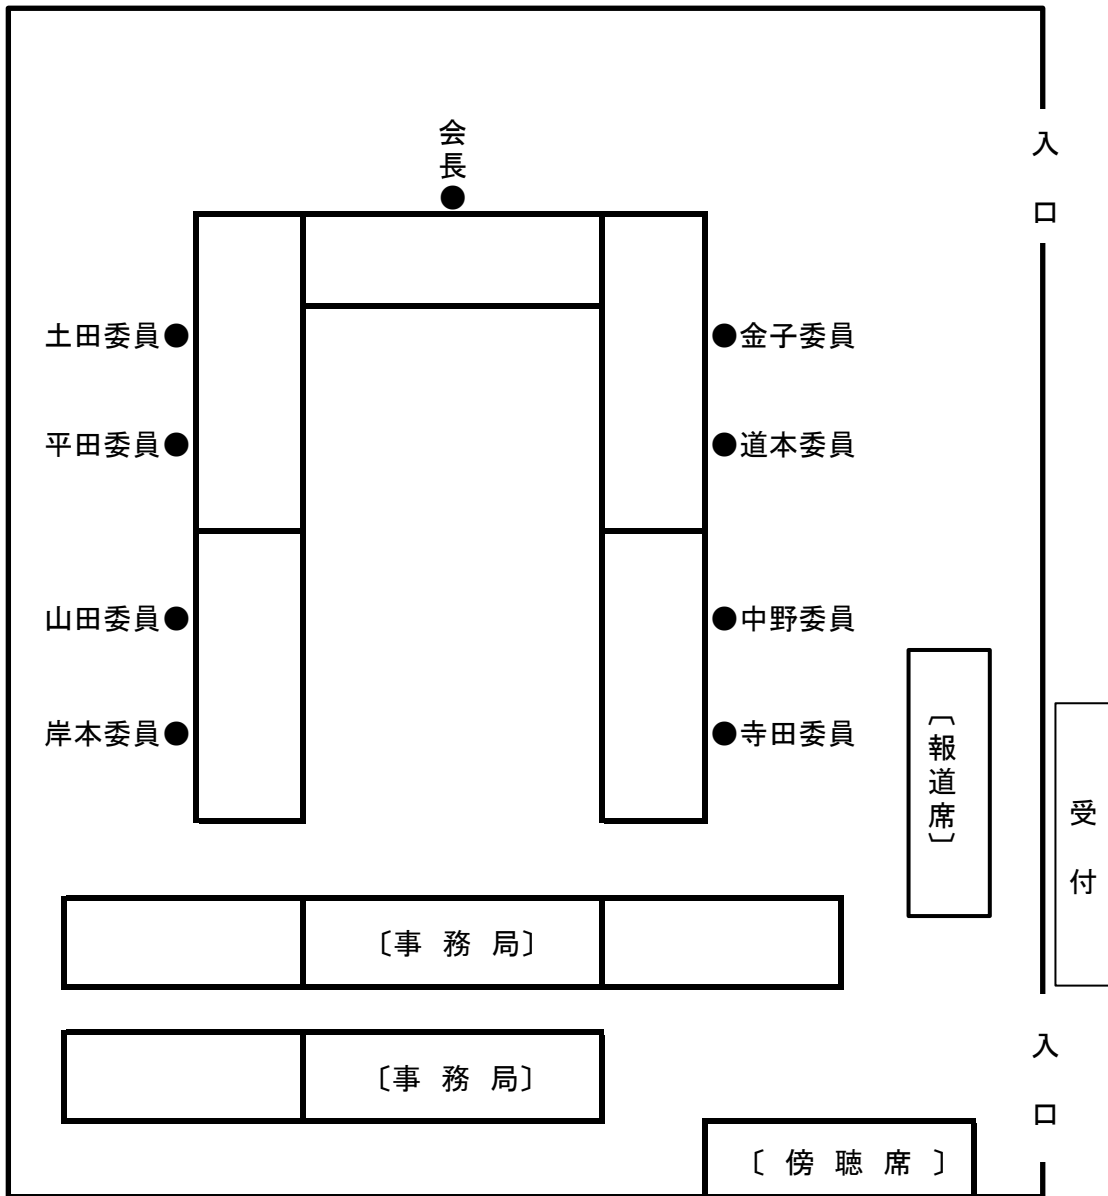 会長
入口
土田委員
金子委員
平田委員
道本委員
山田委員
中野委員
岸本委員
寺田委員
〔報道席〕
受付
〔事 務 局〕
〔事 務 局〕
入口
〔 傍 聴 席 〕